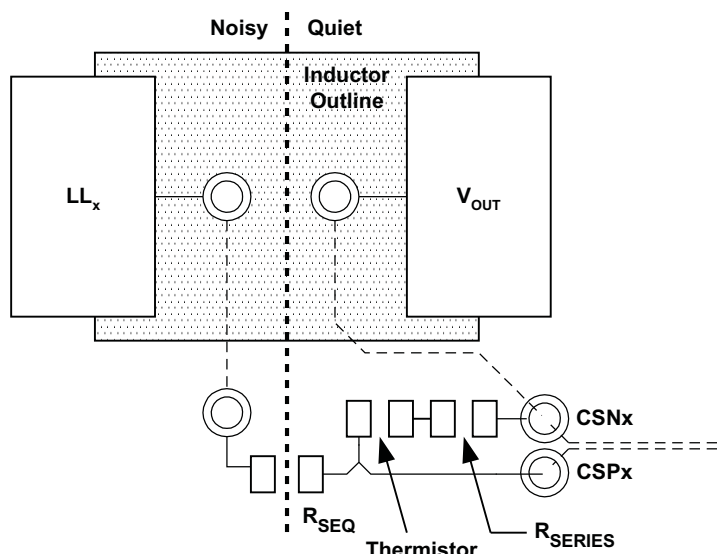 Noisy Quiet
Inductor
Outline
LLx
VOUT
CSNx
CSPx
RSEQ
RSERIES
Thermistor